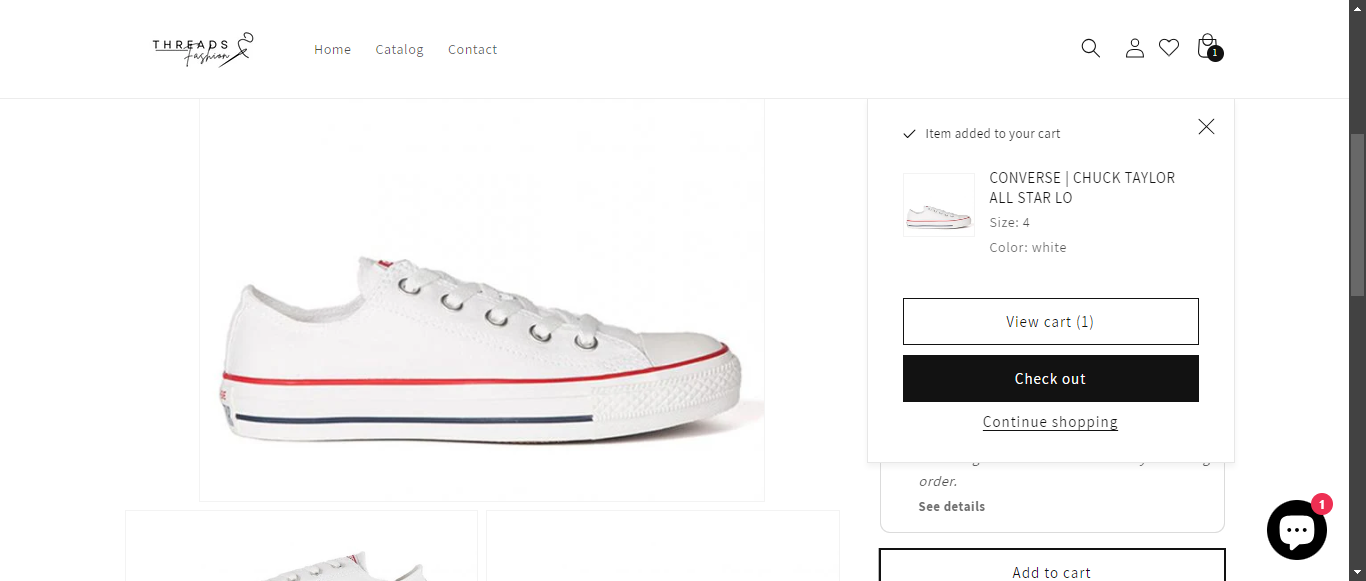 THREADS
Fashion
Home
Catalog
Contact
1
Item added to your cart
CONVERSE | CHUCK TAYLOR
ALL STAR LO
Size: 4
Color: white
View cart (1)
Check out
Continue shopping
order.
See details
1
Add to cart